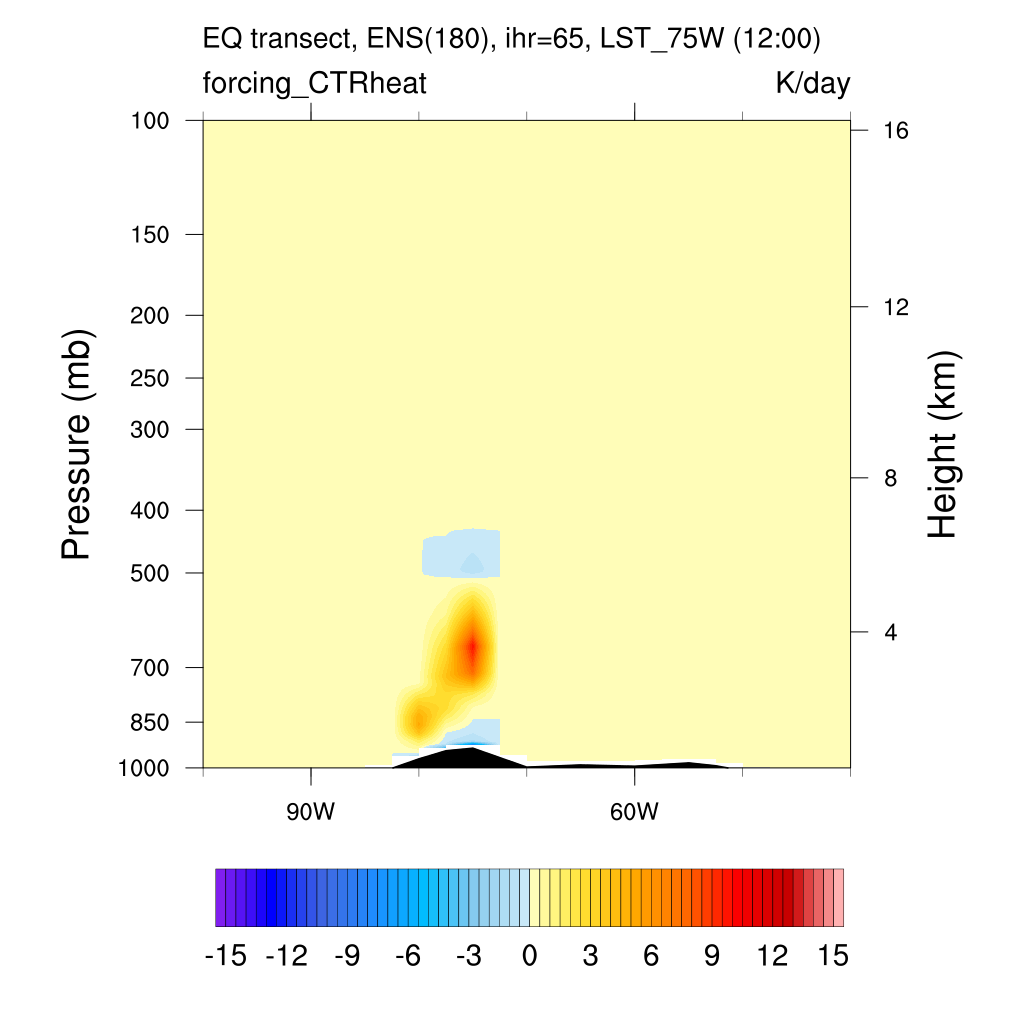 EQ transect, ENS(180), ihr=65, LST_75W (12:00)
forcing_CTRheat K/day
100
150
200
250
300
400
500
700
850
1000
Pressure (mb)
16
12
8
4
Height (km)
90W 60W
-15 -12 -9 -6 -3 0 3 6 9 12 15